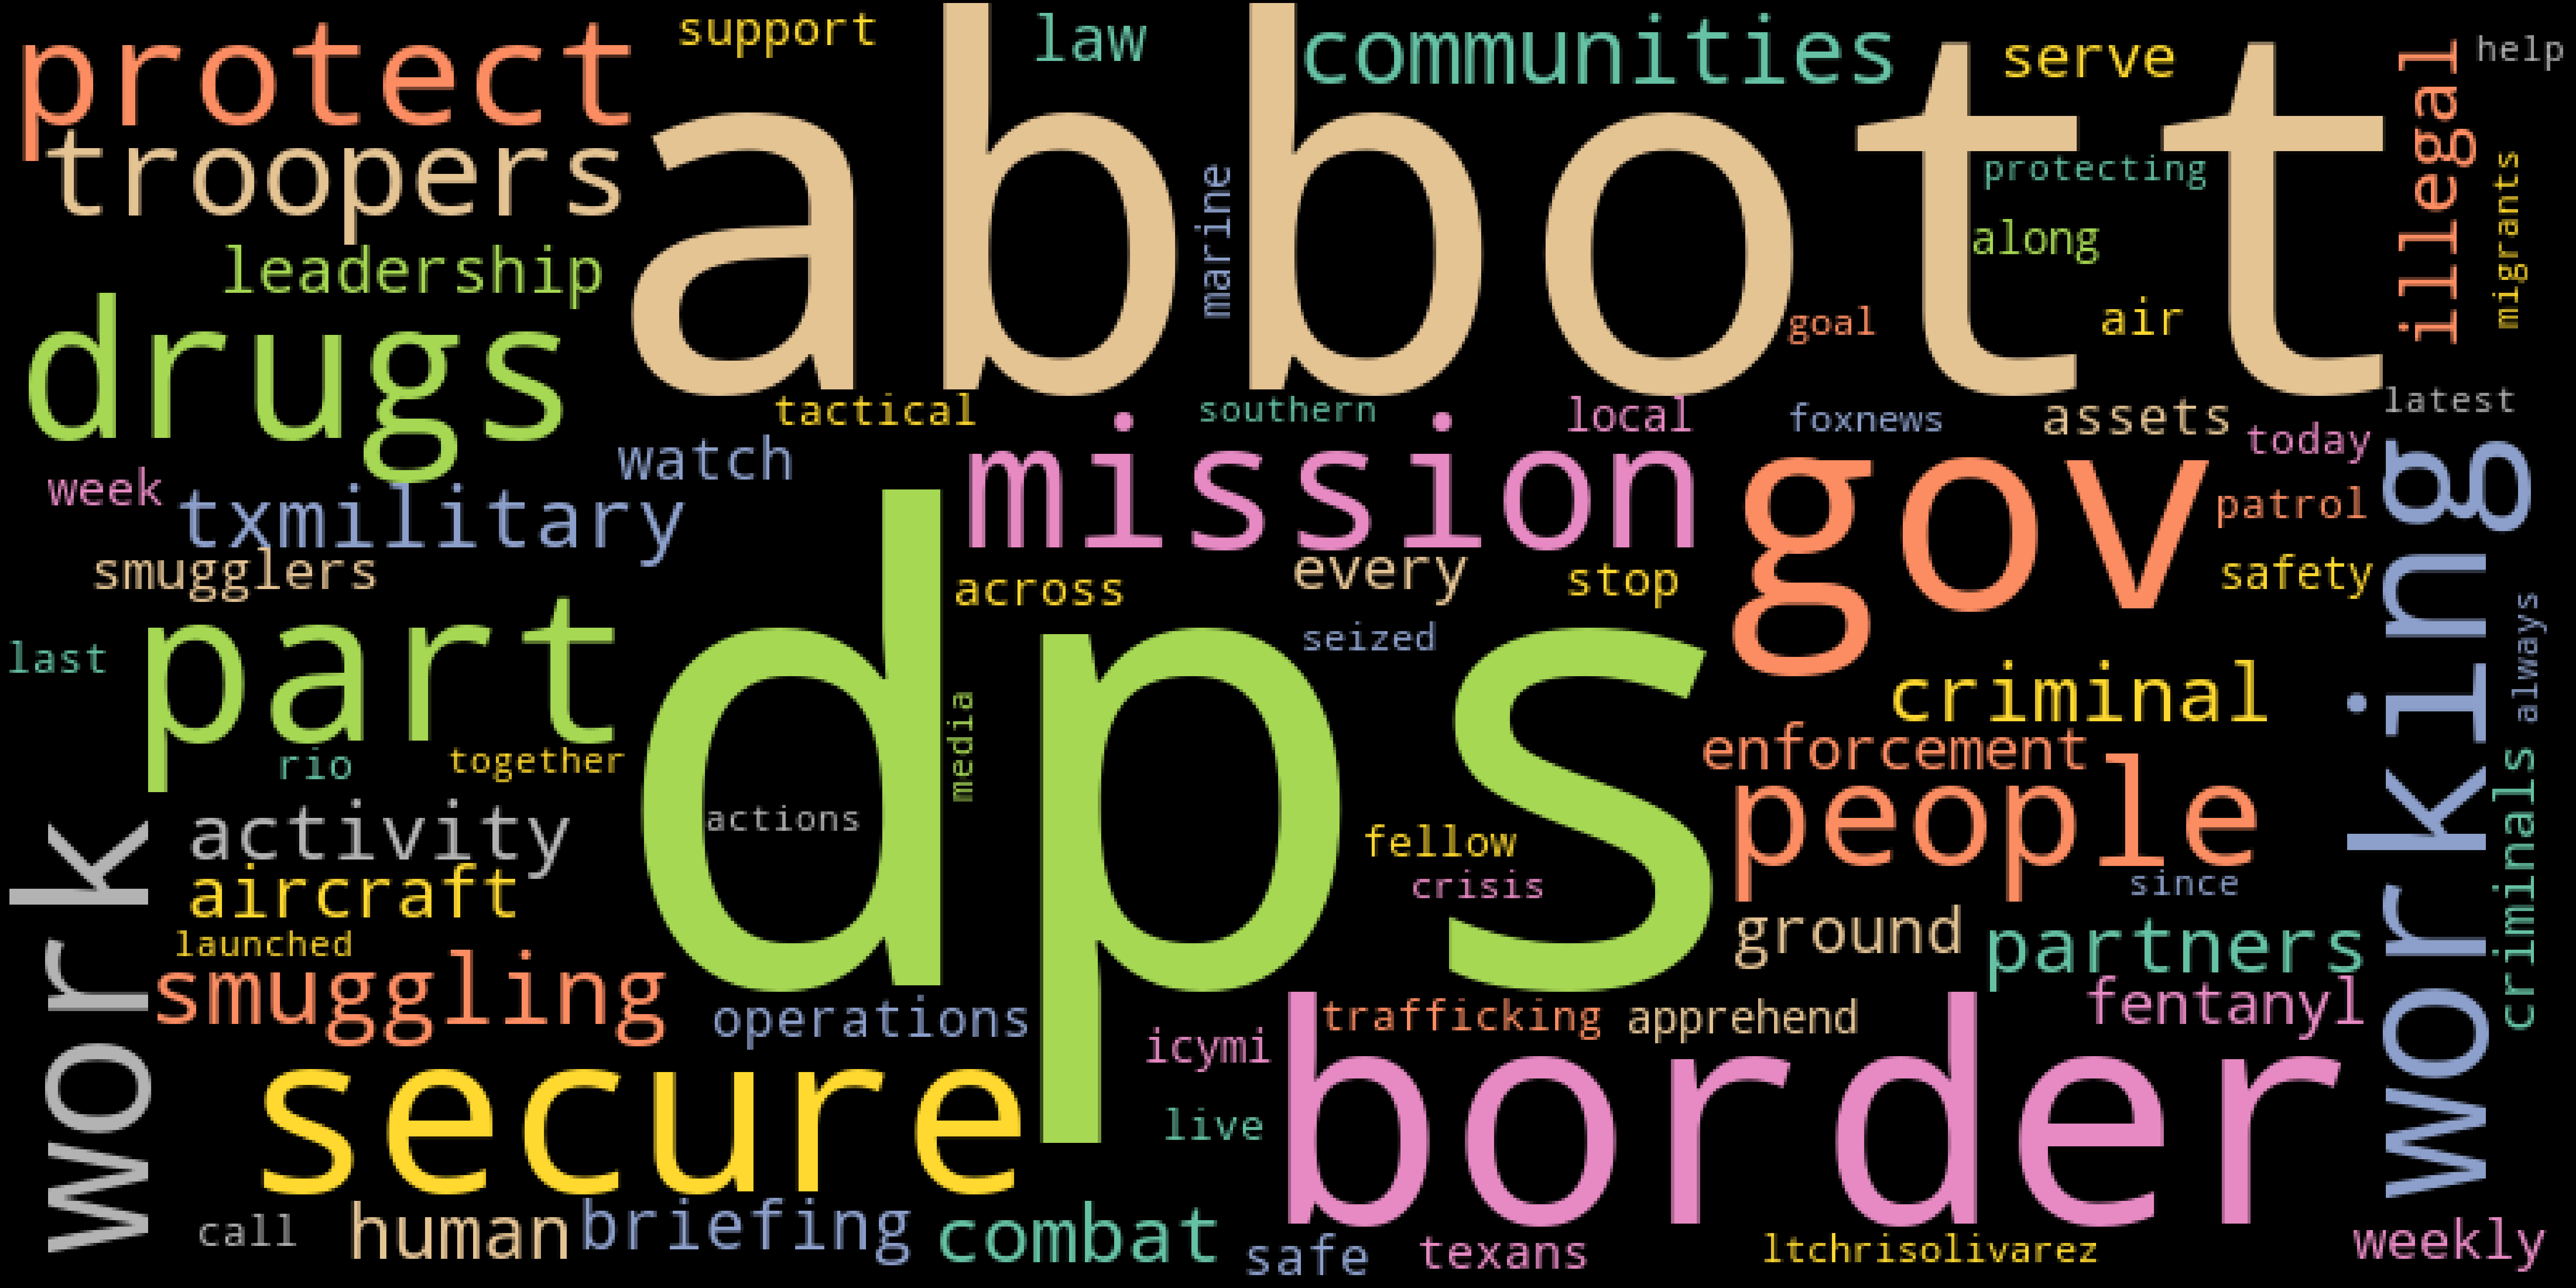 protect
support
law
communities
serve
help
abbott
illegal
troopers
protecting
migrants
marine
leadership
along
drugs
goal
air
tactical
southern
local
foxnews
assets
latest
today
watch
mission
gov
week
txmilitary
patrol
working
smugglers
across
every
stop
safety
part
dps
seized
last
criminal
always
media
rio
together
enforcement
people
criminals
activity
actions
fellow
aircraft
crisis
since
work
launched
ground
partners
smuggling
operations
icymi
trafficking
apprehend
fentanyl
secure
live
border
call
human
briefing
combat
safe
texans
ltchrisolivarez
weekly